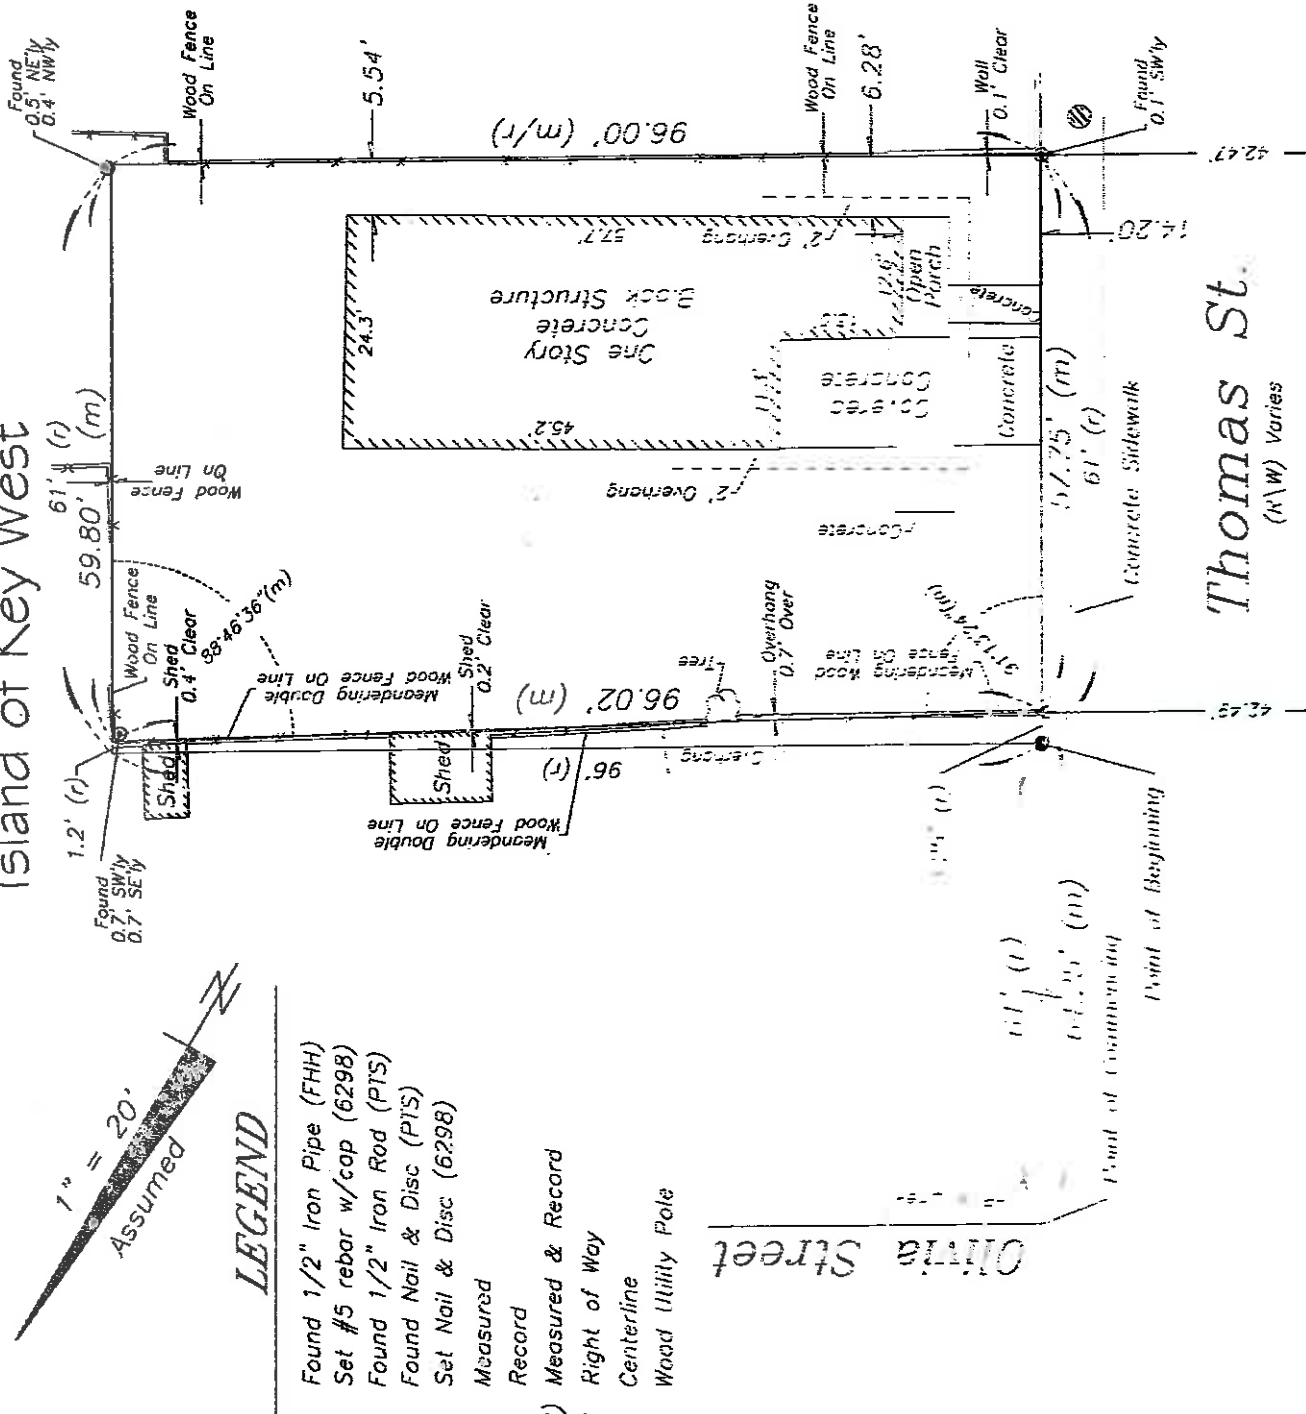 Island of Key West
Found
0.5' NE'ly
0.4' NW'ly
Wood Fence
On Line
5.54'
96.00' (m/r)
Wood Fence
On Line
6.28'
Wall
0.1' Clear
Found
0.1' SW'ly
42.47'
14.20'
61' (r)
59.80' (m)
Wood Fence
On Line
24.3'
57.7'
2' Overhang
One Story
Concrete
Block Structure
45.2'
12.6'
Open
Porch
Concrete
Covered
Concrete
Concrete
2' Overhang
Concrete
57.75' (m)
61' (r)
Concrete Sidewalk
Thomas St.
(R\W) Varies
Wood Fence
On Line
Shed
0.4' Clear
88°46'36"(m)
Meandering Double
Wood Fence On Line
Shed
0.2' Clear
96.02' (m)
Tree
Overhang
0.7' Over
Meandering Wood
Fence On Line
91°13'24"(m)
1.2' (r)
Found
0.7' SW'ly
0.7' SE'ly
Shed
Shed
96' (r)
Overhang
Meandering Double
Wood Fence On Line
Point of Beginning
61' (r)
Point of Commencing
Olivia Street
1" = 20'
Assumed
N
LEGEND
Found 1/2" Iron Pipe (FHH)
Set #5 rebar w/cap (6298)
Found 1/2" Iron Rod (PTS)
Found Nail & Disc (PTS)
Set Nail & Disc (6298)
Measured
Record
Measured & Record
Right of Way
Centerline
Wood Utility Pole